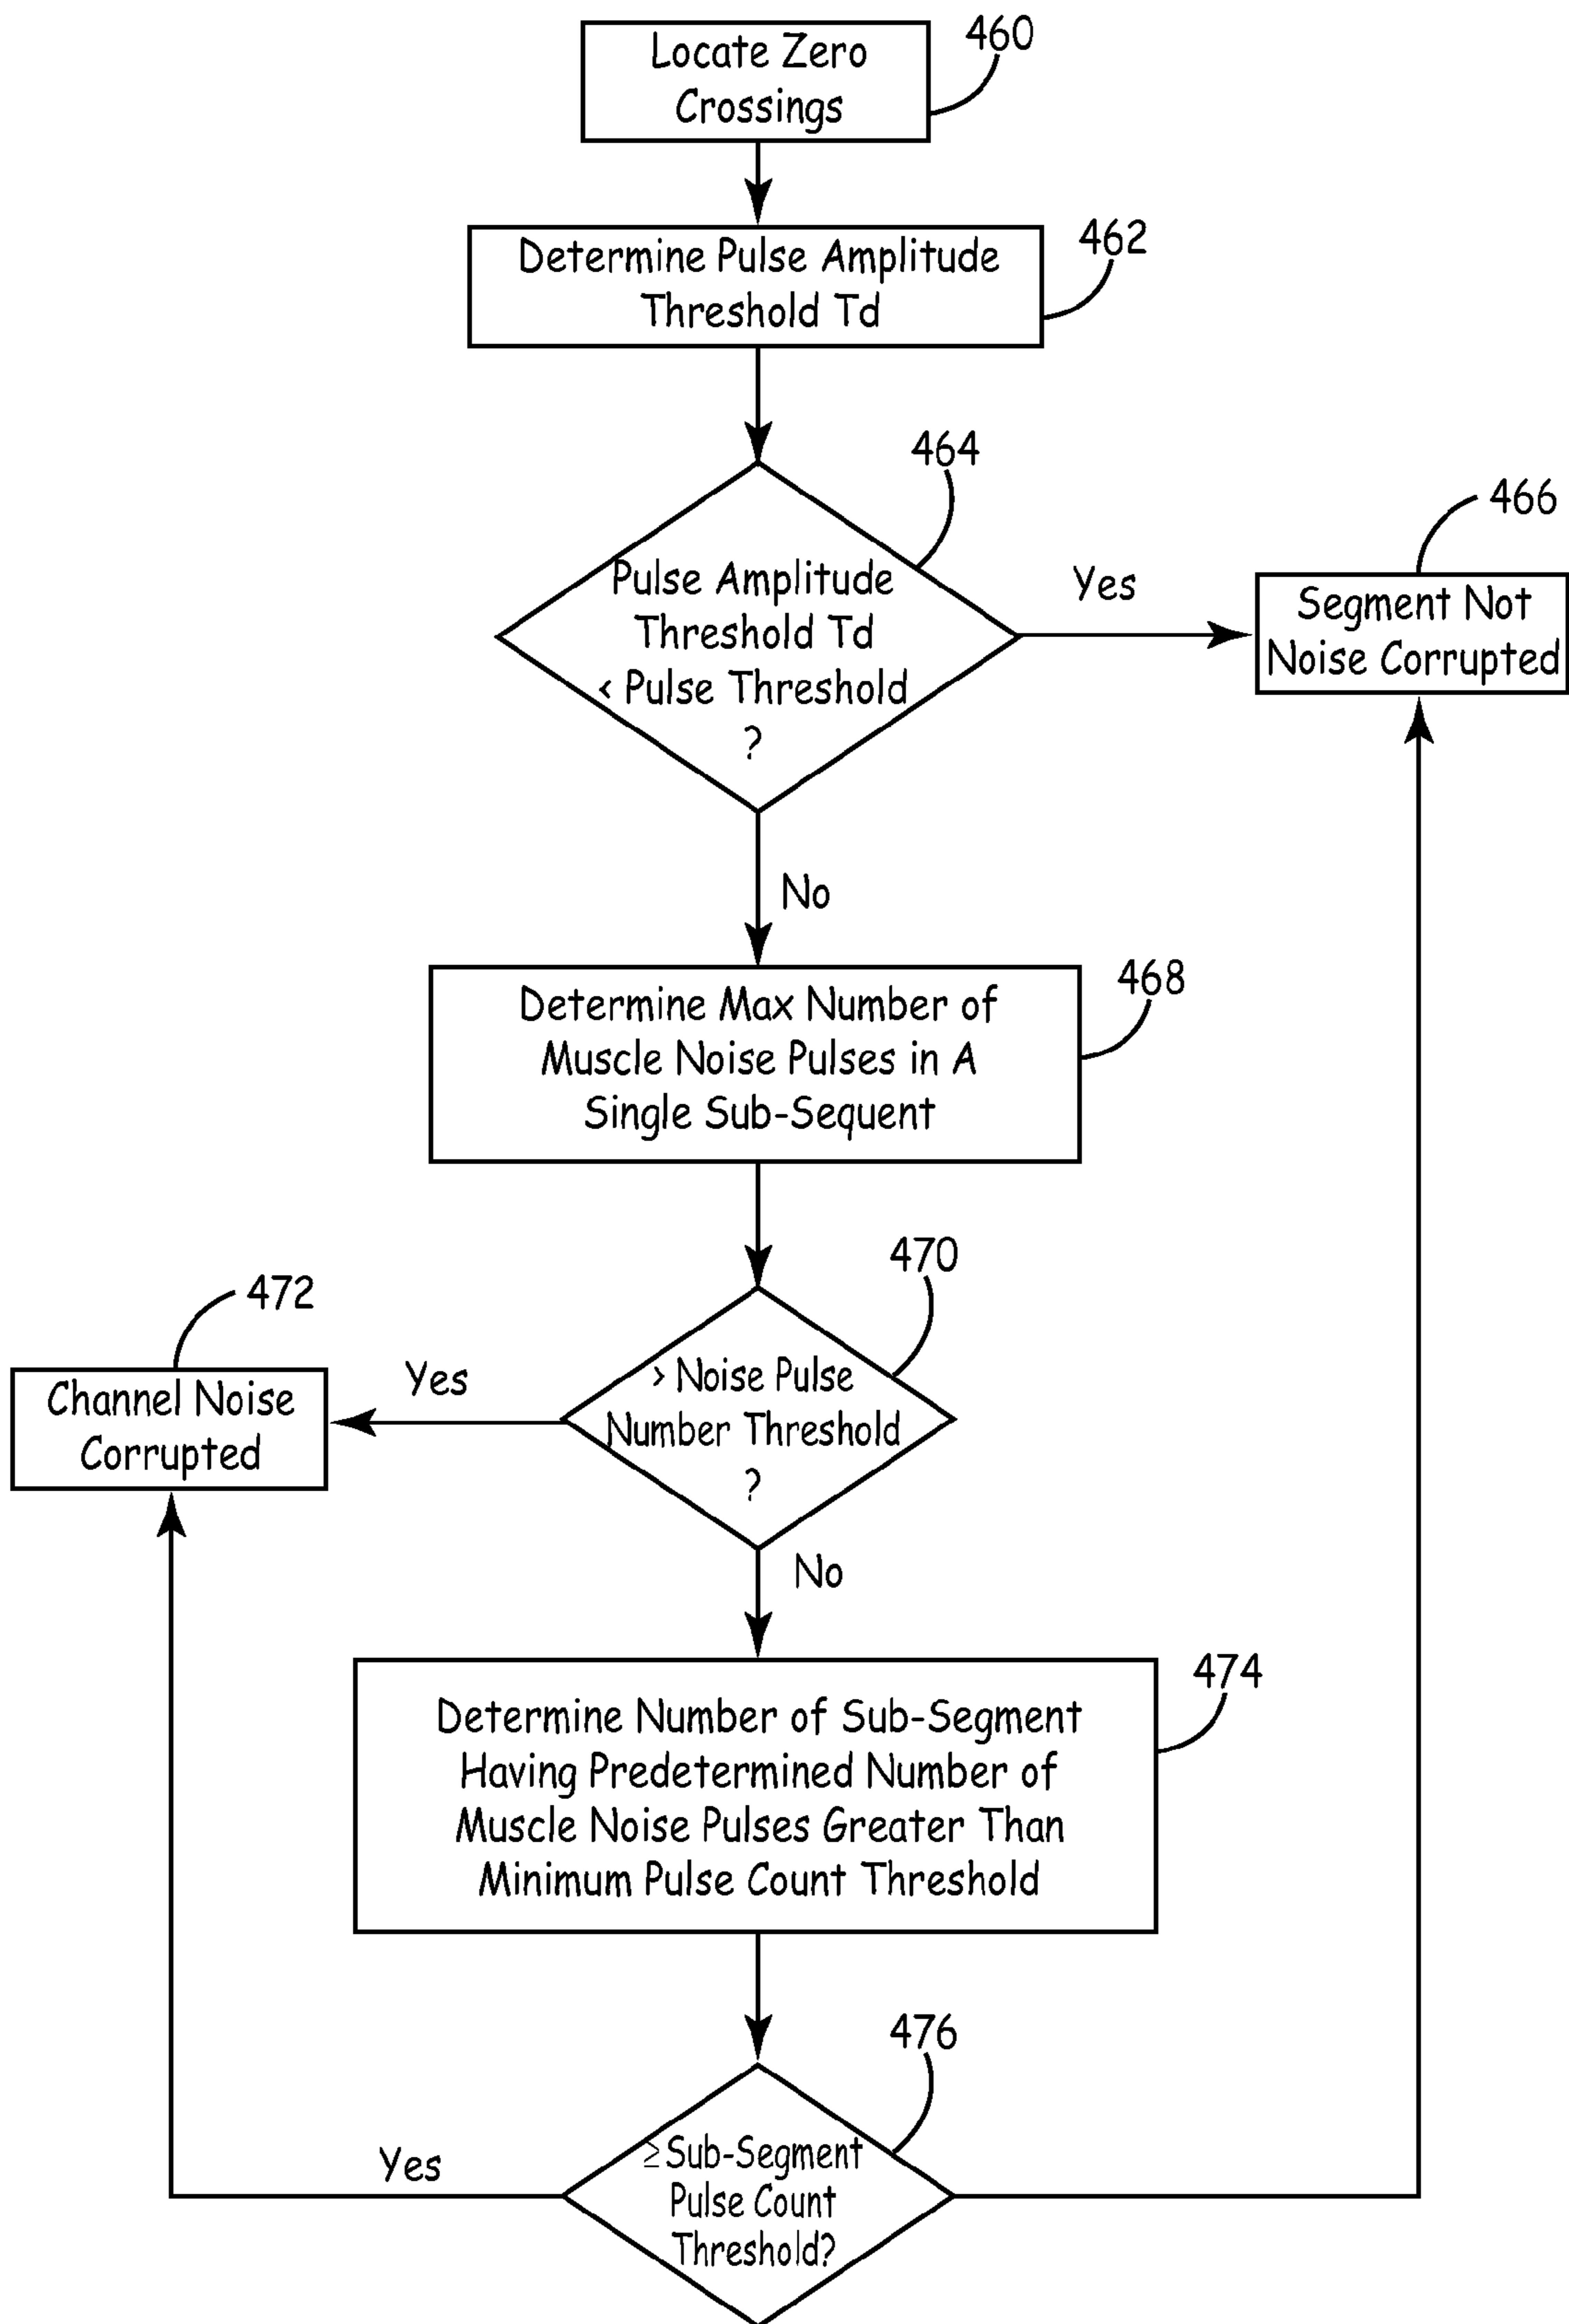 Locate Zero
Crossings
460
Determine Pulse Amplitude
Threshold Td
462
464
Pulse Amplitude
Threshold Td
< Pulse Threshold
?
Yes
466
Segment Not
Noise Corrupted
No
Determine Max Number of
Muscle Noise Pulses in A
Single Sub-Sequent
468
470
> Noise Pulse
Number Threshold
?
Yes
472
Channel Noise
Corrupted
No
Determine Number of Sub-Segment
Having Predetermined Number of
Muscle Noise Pulses Greater Than
Minimum Pulse Count Threshold
474
476
≥Sub-Segment
Pulse Count
Threshold?
Yes